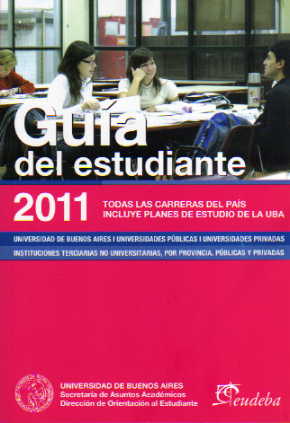 Guía
del estudiante
2011
TODAS LAS CARRERAS DEL PAÍS
INCLUYE PLANES DE ESTUDIO DE LA UBA
UNIVERSIDAD DE BUENOS AIRES | UNIVERSIDADES PÚBLICAS | UNIVERSIDADES PRIVADAS
INSTITUCIONES TERCIARIAS NO UNIVERSITARIAS, POR PROVINCIA, PÚBLICAS Y PRIVADAS
UNIVERSIDAD DE BUENOS AIRES
Secretaría de Asuntos Académicos
Dirección de Orientación al Estudiante
eudeba